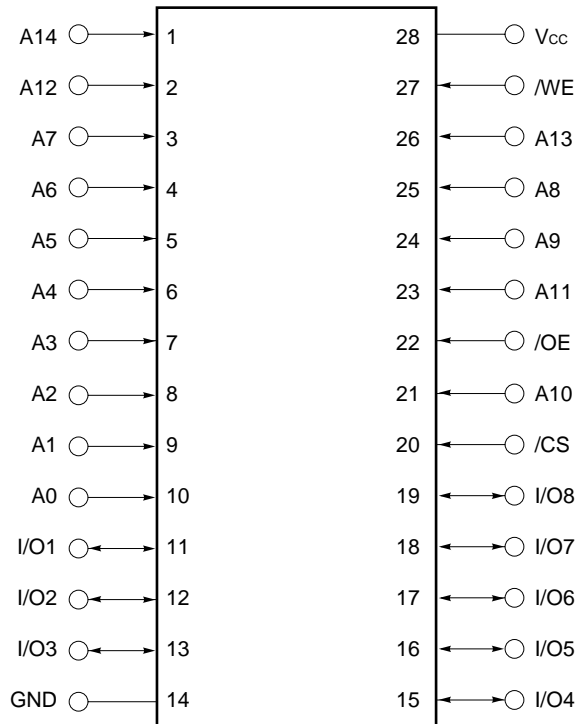 A14 1 28 Vcc
A12 2 27 /WE
A7 3 26 A13
A6 4 25 A8
A5 5 24 A9
A4 6 23 A11
A3 7 22 /OE
A2 8 21 A10
A1 9 20 /CS
A0 10 19 I/O8
I/O1 11 18 I/O7
I/O2 12 17 I/O6
I/O3 13 16 I/O5
GND 14 15 I/O4